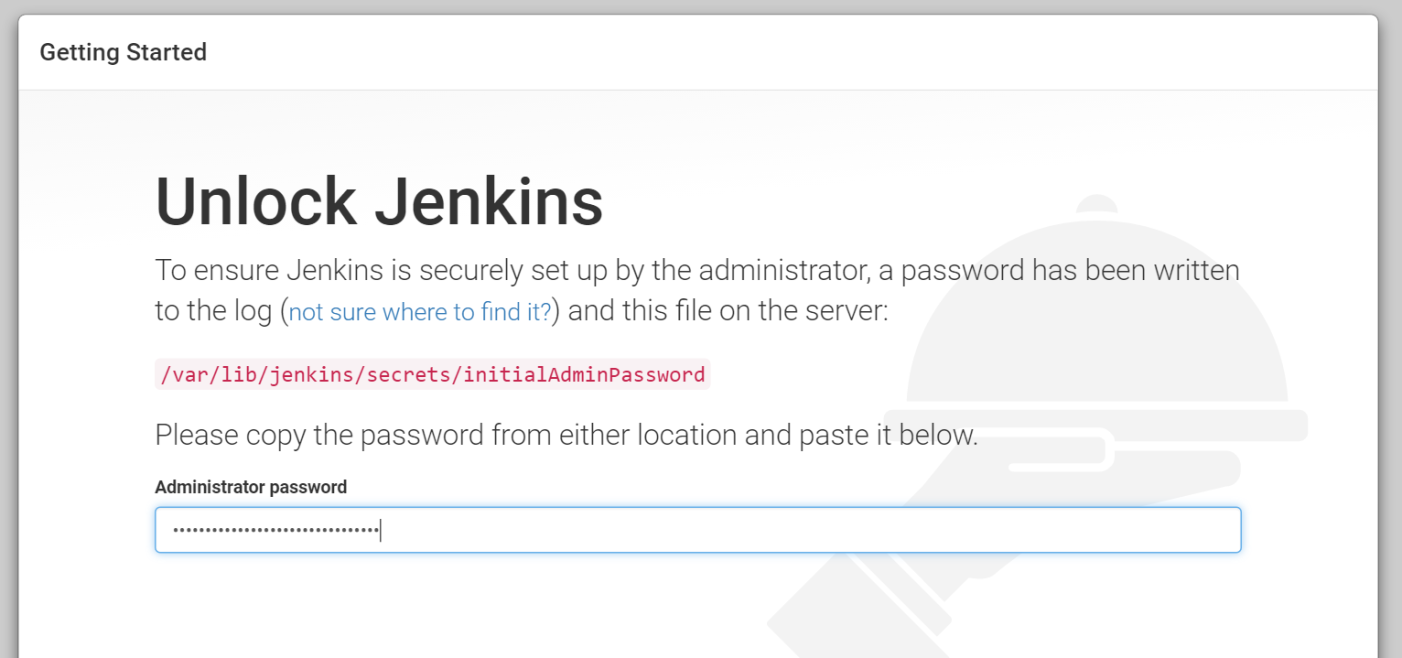 Getting Started
Unlock Jenkins
To ensure Jenkins is securely set up by the administrator, a password has been written
to the log (not sure where to find it?) and this file on the server:
/var/lib/jenkins/secrets/initialAdminPassword
Please copy the password from either location and paste it below.
Administrator password